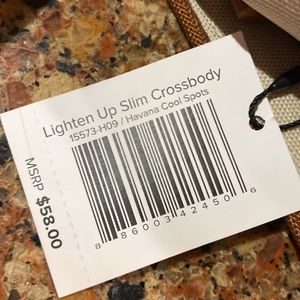 Lighten Up Slim Crossbody
15573-H09 / Havana Cool Spots
8 86003 42450 6
MSRP $58.00